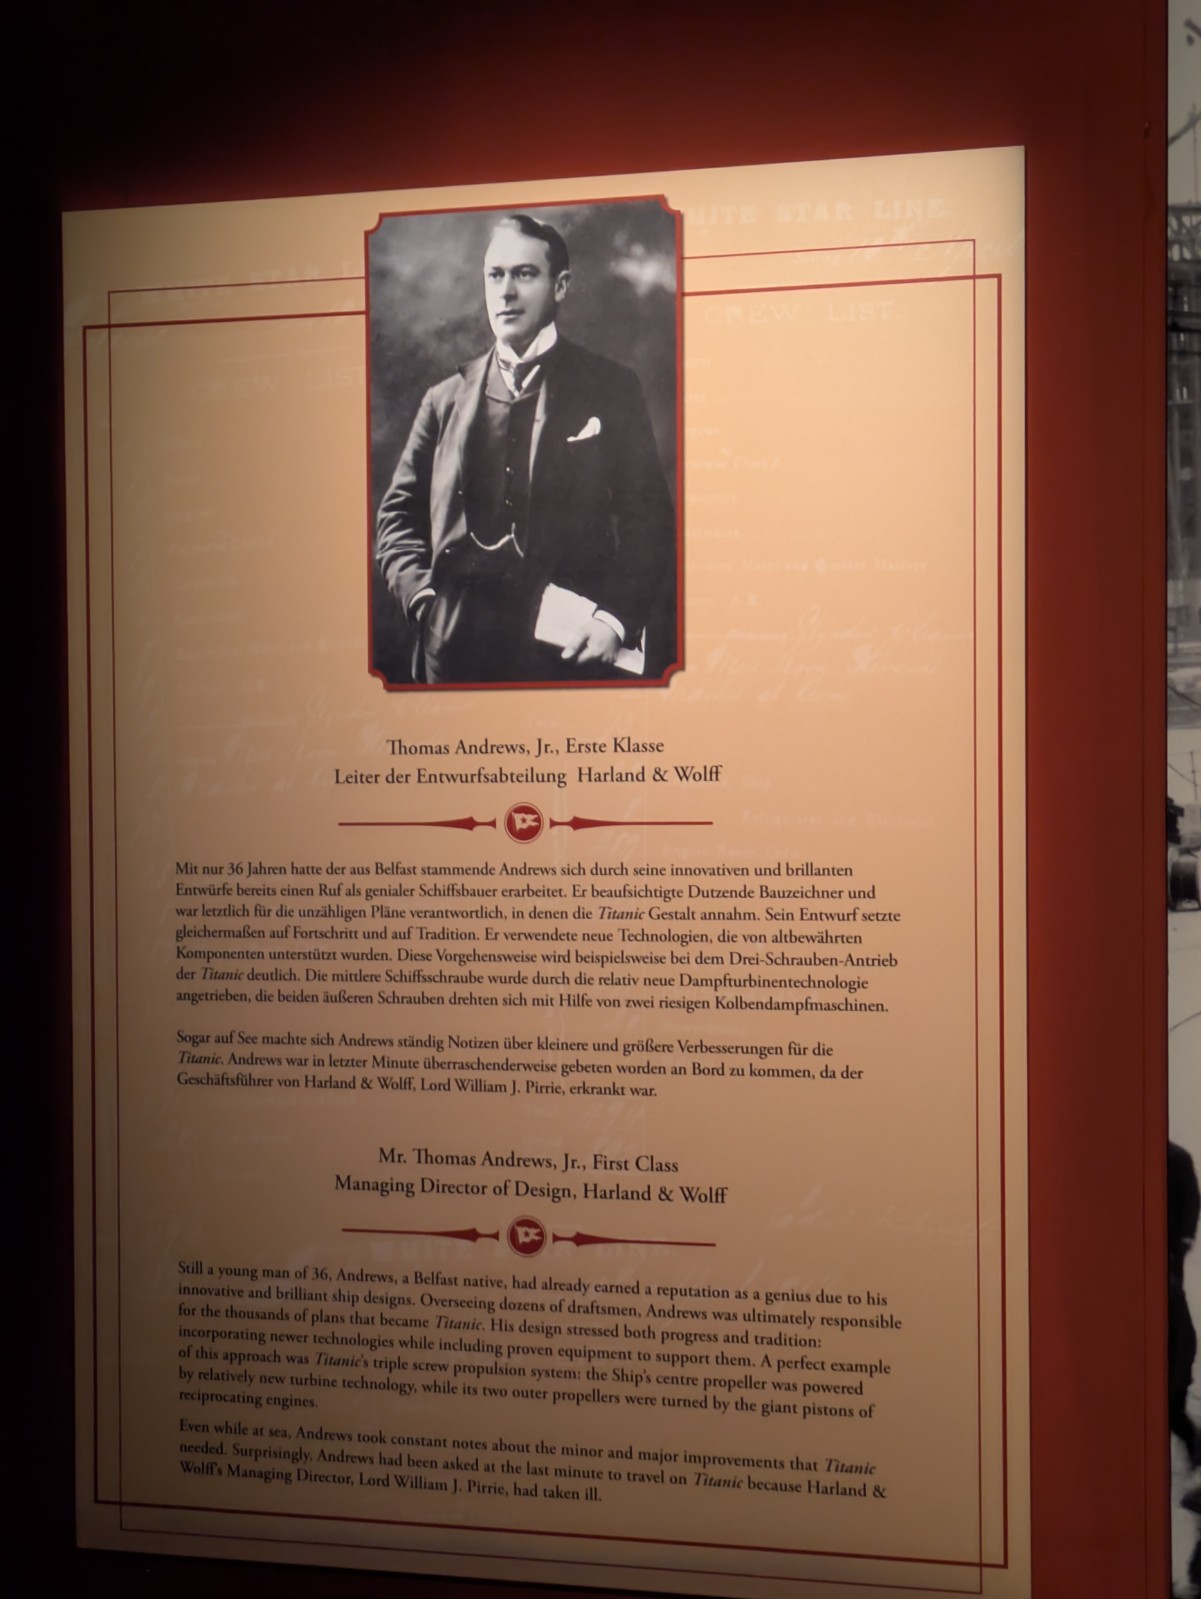 WHITE STAR LINE
CREW LIST.
CREW LIST
Thomas Andrews, Jr., Erste Klasse
Leiter der Entwurfsabteilung Harland & Wolff
Mit nur 36 Jahren hatte der aus Belfast stammende Andrews sich durch seine innovativen und brillanten
Entwürfe bereits einen Ruf als genialer Schiffsbauer erarbeitet. Er beaufsichtigte Dutzende Bauzeichner und
war letztlich für die unzähligen Pläne verantwortlich, in denen die Titanic Gestalt annahm. Sein Entwurf setzte
gleichermaßen auf Fortschritt und auf Tradition. Er verwendete neue Technologien, die von altbewährten
Komponenten unterstützt wurden. Diese Vorgehensweise wird beispielsweise bei dem Drei-Schrauben-Antrieb
der Titanic deutlich. Die mittlere Schiffsschraube wurde durch die relativ neue Dampfturbinentechnologie
angetrieben, die beiden äußeren Schrauben drehten sich mit Hilfe von zwei riesigen Kolbendampfmaschinen.
Sogar auf See machte sich Andrews ständig Notizen über kleinere und größere Verbesserungen für die
Titanic. Andrews war in letzter Minute überraschenderweise gebeten worden an Bord zu kommen, da der
Geschäftsführer von Harland & Wolff, Lord William J. Pirrie, erkrankt war.
Mr. Thomas Andrews, Jr., First Class
Managing Director of Design, Harland & Wolff
Still a young man of 36, Andrews, a Belfast native, had already earned a reputation as a genius due to his
innovative and brilliant ship designs. Overseeing dozens of draftsmen, Andrews was ultimately responsible
for the thousands of plans that became Titanic. His design stressed both progress and tradition:
incorporating newer technologies while including proven equipment to support them. A perfect example
of this approach was Titanic's triple screw propulsion system: the Ship's centre propeller was powered
by relatively new turbine technology, while its two outer propellers were turned by the giant pistons of
reciprocating engines.
Even while at sea, Andrews took constant notes about the minor and major improvements that Titanic
needed. Surprisingly, Andrews had been asked at the last minute to travel on Titanic because Harland &
Wolff's Managing Director, Lord William J. Pirrie, had taken ill.